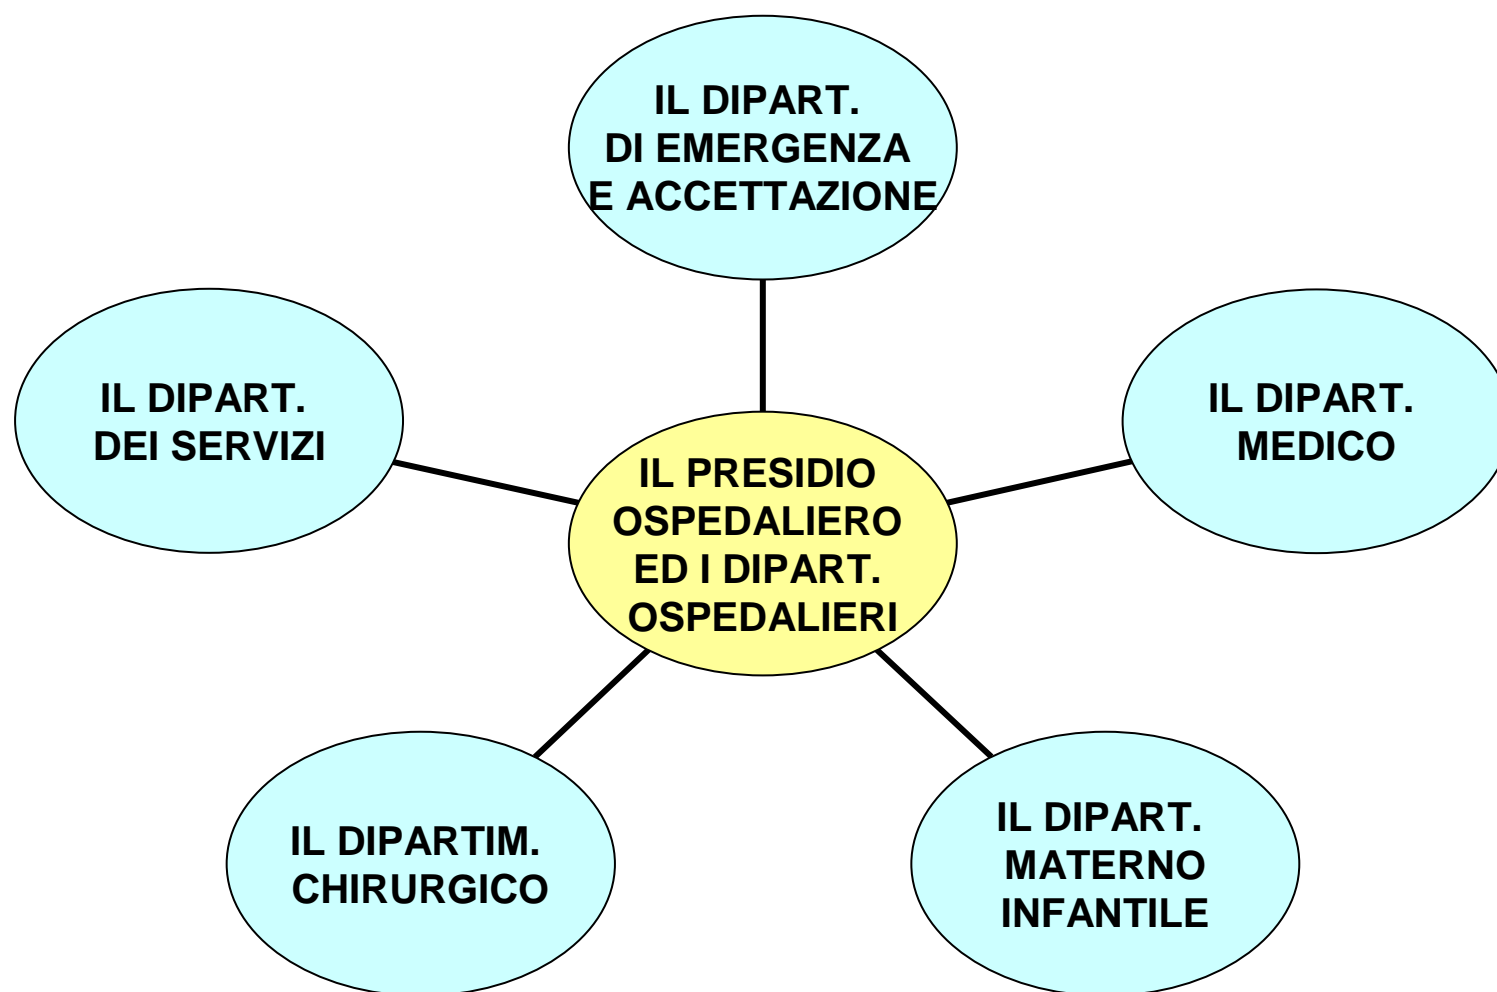 IL DIPART.
DI EMERGENZA
E ACCETTAZIONE
IL DIPART.
DEI SERVIZI
IL DIPART.
MEDICO
IL PRESIDIO
OSPEDALIERO
ED I DIPART.
OSPEDALIERI
IL DIPARTIM.
CHIRURGICO
IL DIPART.
MATERNO
INFANTILE